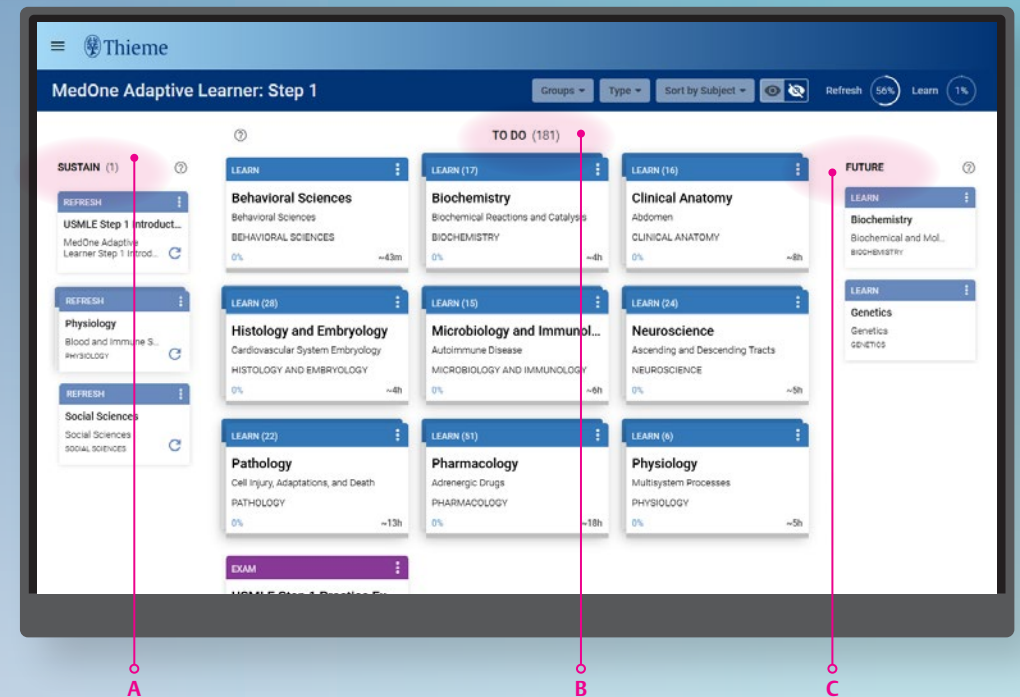 Thieme
MedOne Adaptive Learner: Step 1
Groups
Type
Sort by Subject
Refresh
56%
Learn
1%
SUSTAIN (1)
REFRESH
USMLE Step 1 Introduct...
MedOne Adaptive
Learner Step 1 Introd...
REFRESH
Physiology
Blood and Immune S...
PHYSIOLOGY
REFRESH
Social Sciences
Social Sciences
SOCIAL SCIENCES
TO DO (181)
LEARN
Behavioral Sciences
Behavioral Sciences
BEHAVIORAL SCIENCES
0% ~43m
LEARN (17)
Biochemistry
Biochemical Reactions and Catalysis
BIOCHEMISTRY
0% ~4h
LEARN (16)
Clinical Anatomy
Abdomen
CLINICAL ANATOMY
0% ~8h
LEARN (28)
Histology and Embryology
Cardiovascular System Embryology
HISTOLOGY AND EMBRYOLOGY
0% ~4h
LEARN (15)
Microbiology and Immunol...
Autoimmune Disease
MICROBIOLOGY AND IMMUNOLOGY
0% ~6h
LEARN (24)
Neuroscience
Ascending and Descending Tracts
NEUROSCIENCE
0% ~5h
LEARN (22)
Pathology
Cell Injury, Adaptations, and Death
PATHOLOGY
0% ~13h
LEARN (51)
Pharmacology
Adrenergic Drugs
PHARMACOLOGY
0% ~18h
LEARN (6)
Physiology
Multisystem Processes
PHYSIOLOGY
0% ~5h
EXAM
USMLE Step 1 Practice Ex...
FUTURE
LEARN
Biochemistry
Biochemical and Mol...
BIOCHEMISTRY
LEARN
Genetics
Genetics
GENETICS
A
B
C